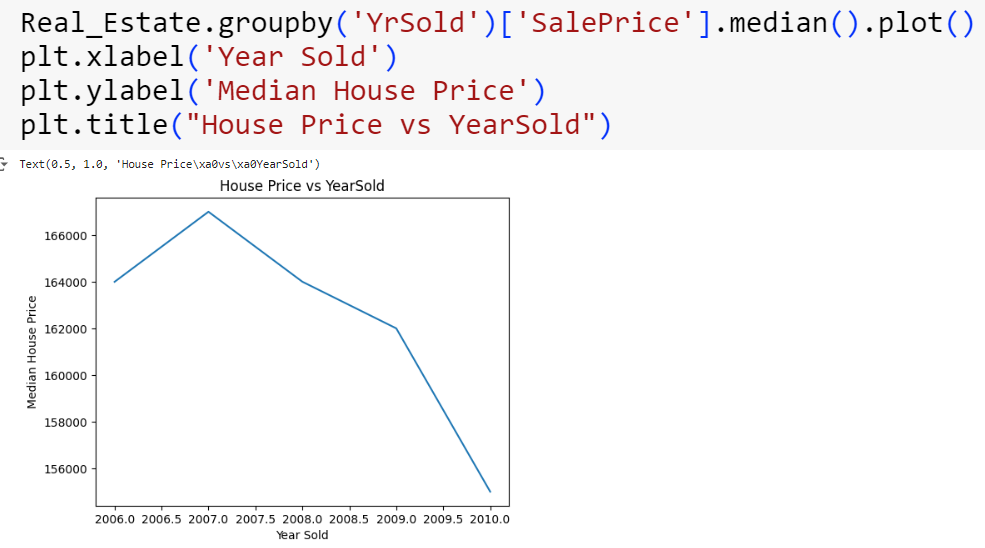 Real_Estate.groupby('YrSold')['SalePrice'].median().plot()
plt.xlabel('Year Sold')
plt.ylabel('Median House Price')
plt.title("House Price vs YearSold")
Text(0.5, 1.0, 'House Price\xa0vs\xa0YearSold')
House Price vs YearSold
166000
164000
162000
160000
158000
156000
Median House Price
2006.0 2006.5 2007.0 2007.5 2008.0 2008.5 2009.0 2009.5 2010.0
Year Sold